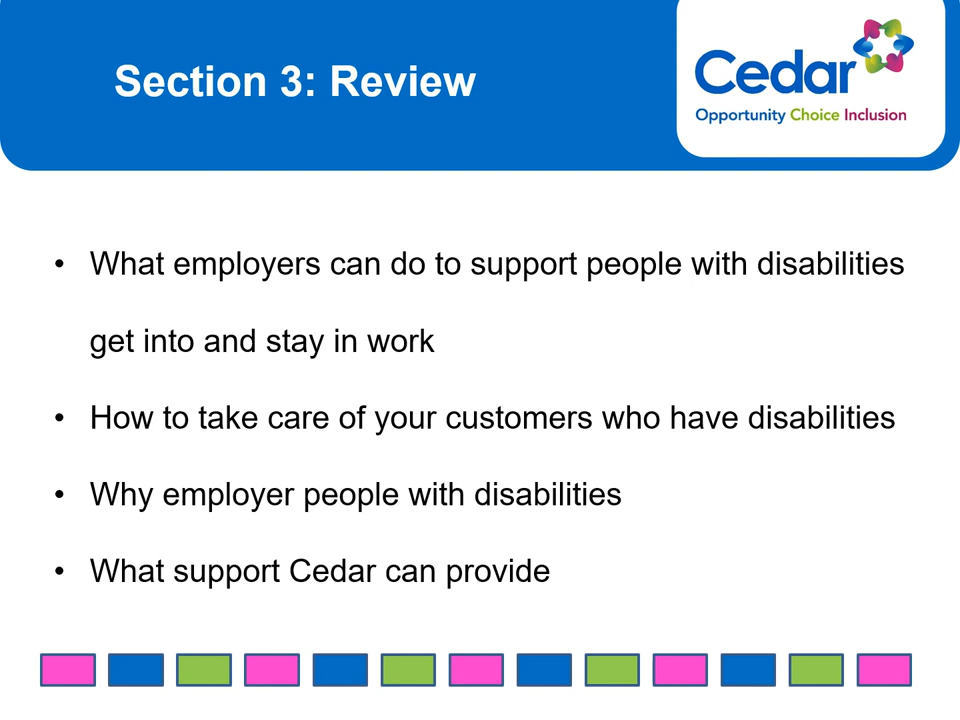 Section 3: Review
Cedar
Opportunity Choice Inclusion
• What employers can do to support people with disabilities
get into and stay in work
• How to take care of your customers who have disabilities
• Why employer people with disabilities
• What support Cedar can provide